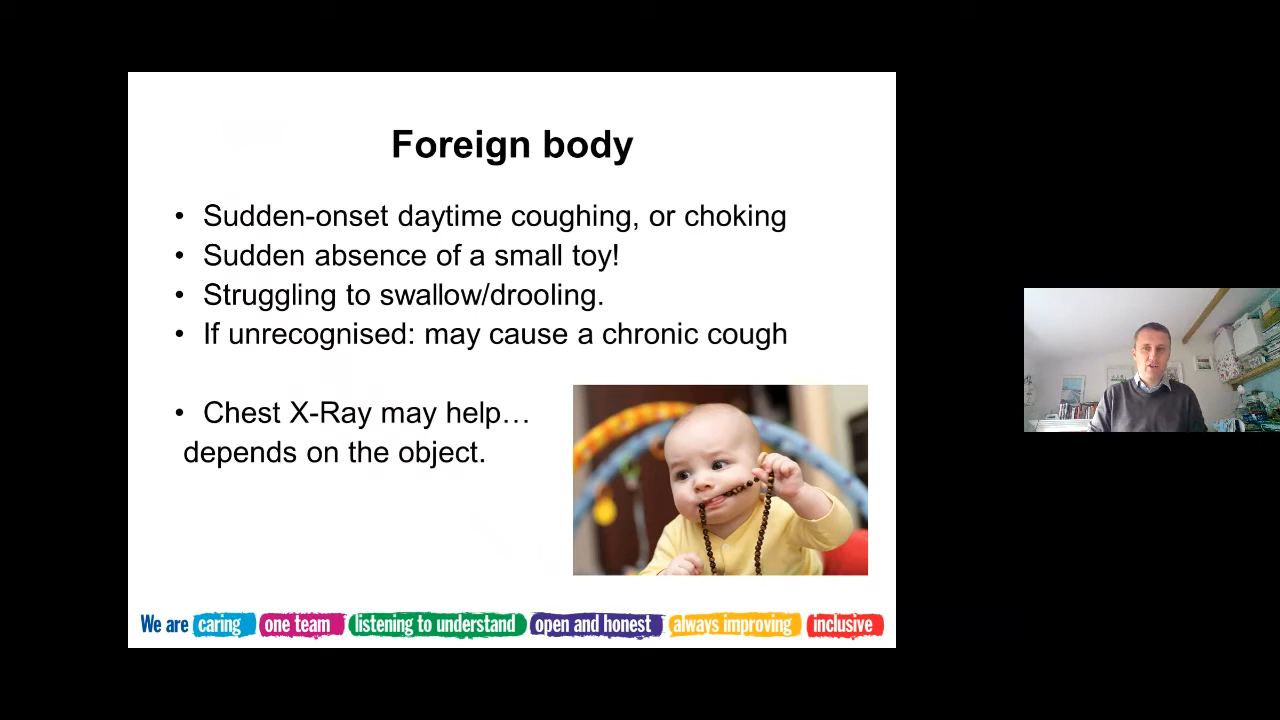 Foreign body
• Sudden-onset daytime coughing, or choking
• Sudden absence of a small toy!
• Struggling to swallow/drooling.
• If unrecognised: may cause a chronic cough
• Chest X-Ray may help…
depends on the object.
We are caring one team listening to understand open and honest always improving inclusive